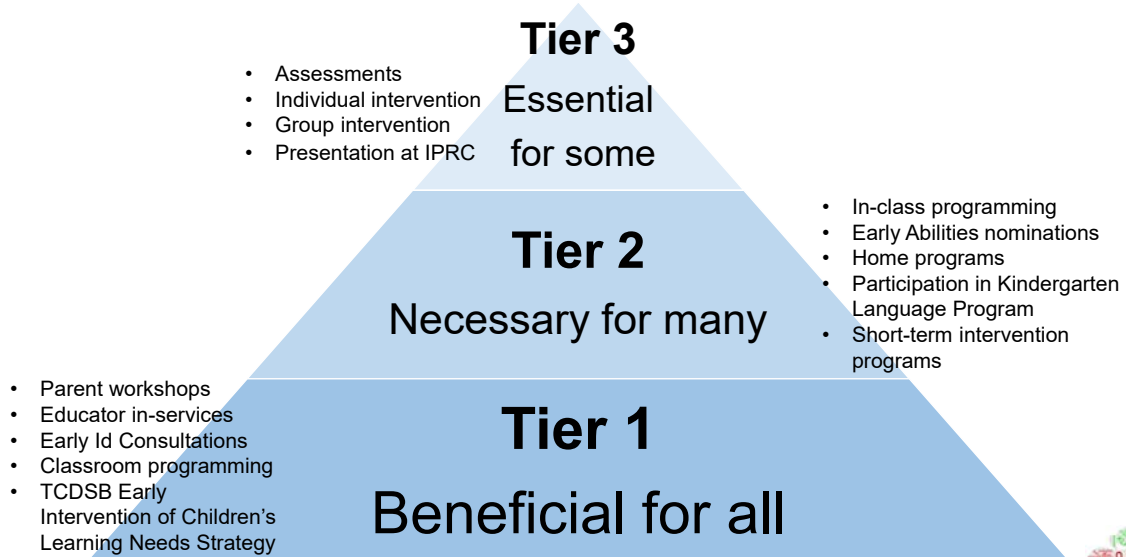 Tier 3
Essential
for some
• Assessments
• Individual intervention
• Group intervention
• Presentation at IPRC
Tier 2
Necessary for many
• In-class programming
• Early Abilities nominations
• Home programs
• Participation in Kindergarten
Language Program
• Short-term intervention
programs
Tier 1
Beneficial for all
• Parent workshops
• Educator in-services
• Early Id Consultations
• Classroom programming
• TCDSB Early
Intervention of Children’s
Learning Needs Strategy